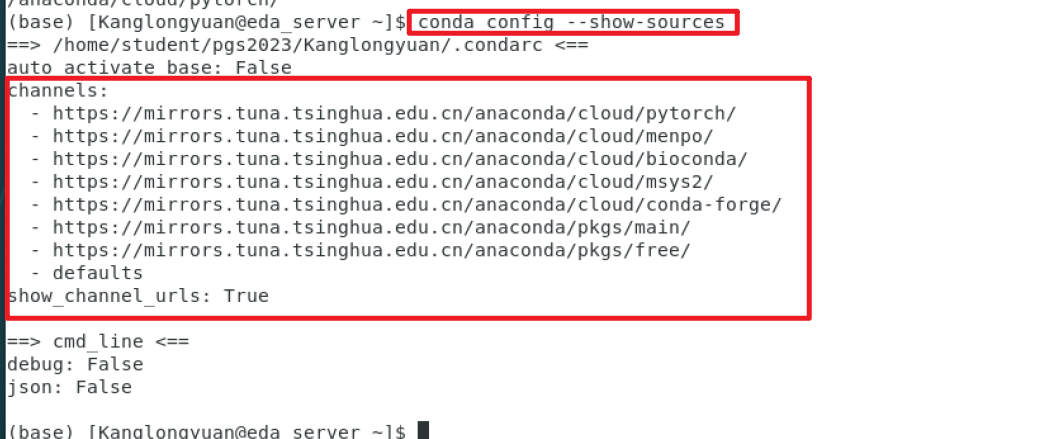 /anaconda/cloud/pytorch/
(base) [Kanglongyuan@eda_server ~]$ conda config --show-sources
==> /home/student/pgs2023/Kanglongyuan/.condarc <==
auto_activate_base: False
channels:
  - https://mirrors.tuna.tsinghua.edu.cn/anaconda/cloud/pytorch/
  - https://mirrors.tuna.tsinghua.edu.cn/anaconda/cloud/menpo/
  - https://mirrors.tuna.tsinghua.edu.cn/anaconda/cloud/bioconda/
  - https://mirrors.tuna.tsinghua.edu.cn/anaconda/cloud/msys2/
  - https://mirrors.tuna.tsinghua.edu.cn/anaconda/cloud/conda-forge/
  - https://mirrors.tuna.tsinghua.edu.cn/anaconda/pkgs/main/
  - https://mirrors.tuna.tsinghua.edu.cn/anaconda/pkgs/free/
  - defaults
show_channel_urls: True
==> cmd_line <==
debug: False
json: False
(base) [Kanglongyuan@eda_server ~]$